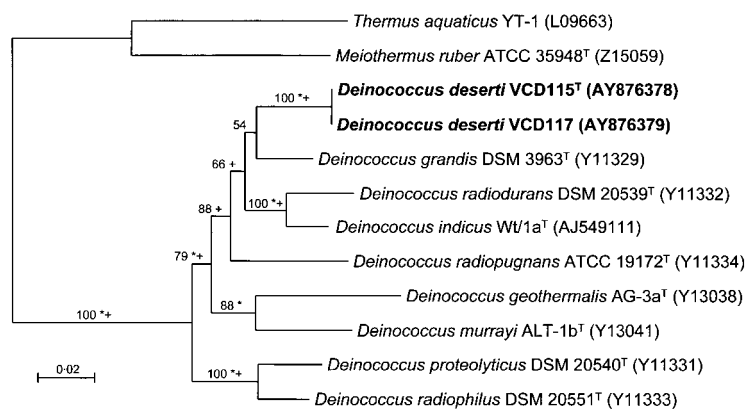 Thermus aquaticus YT-1 (L09663)
Meiothermus ruber ATCC 35948ᵀ (Z15059)
100 *+
Deinococcus deserti VCD115ᵀ (AY876378)
Deinococcus deserti VCD117 (AY876379)
54
Deinococcus grandis DSM 3963ᵀ (Y11329)
66 +
100 *+
Deinococcus radiodurans DSM 20539ᵀ (Y11332)
Deinococcus indicus Wt/1aᵀ (AJ549111)
88 +
Deinococcus radiopugnans ATCC 19172ᵀ (Y11334)
79 *+
Deinococcus geothermalis AG-3aᵀ (Y13038)
88 *
Deinococcus murrayi ALT-1bᵀ (Y13041)
100 *+
Deinococcus proteolyticus DSM 20540ᵀ (Y11331)
100 *+
Deinococcus radiophilus DSM 20551ᵀ (Y11333)
0·02